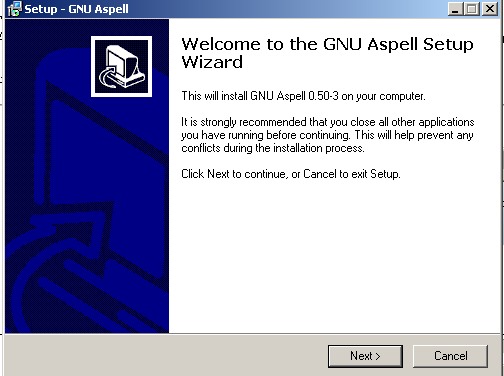 Setup - GNU Aspell
Welcome to the GNU Aspell Setup
Wizard
This will install GNU Aspell 0.50-3 on your computer.
It is strongly recommended that you close all other applications
you have running before continuing. This will help prevent any
conflicts during the installation process.
Click Next to continue, or Cancel to exit Setup.
Next >
Cancel